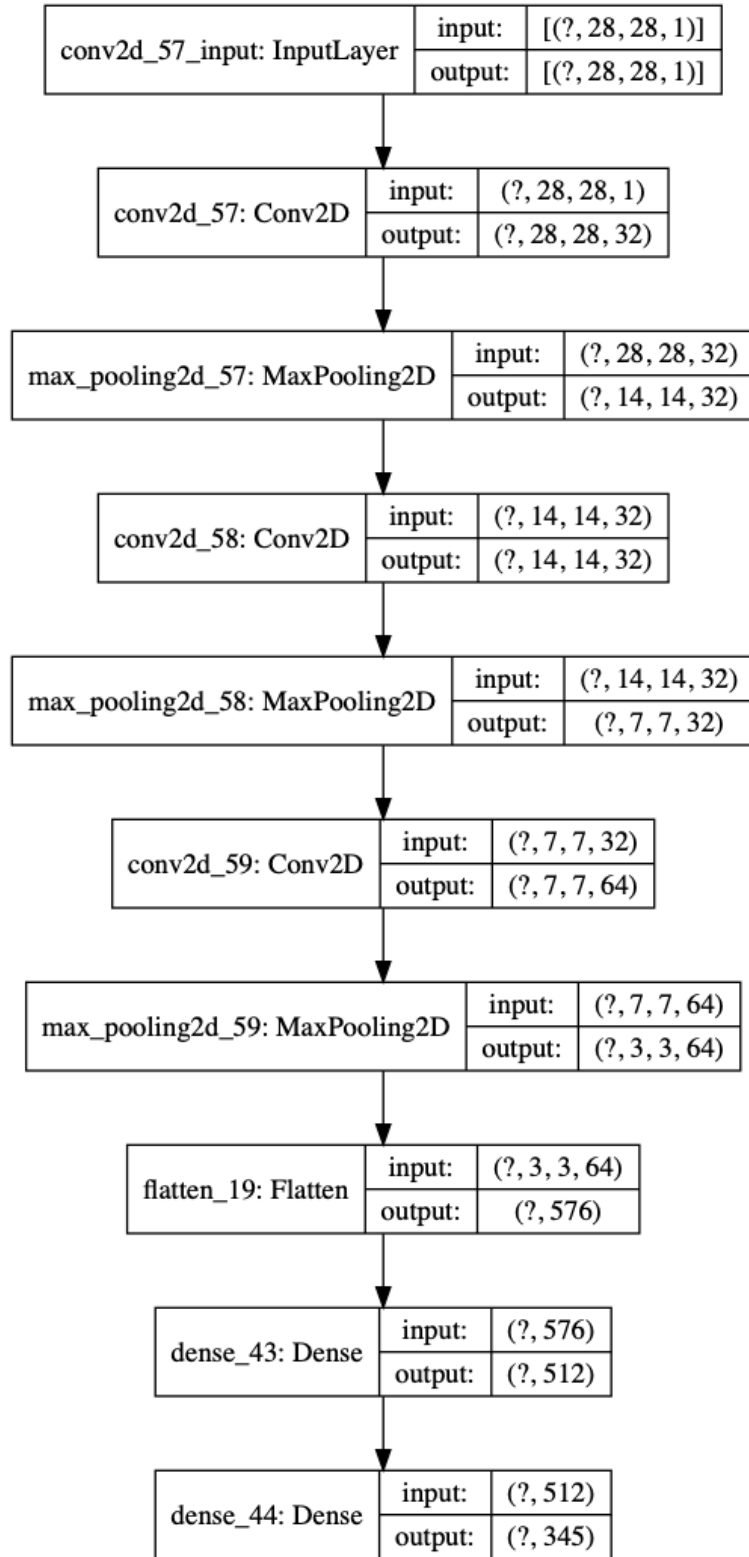 conv2d_57_input: InputLayer
input: [(?, 28, 28, 1)]
output: [(?, 28, 28, 1)]
conv2d_57: Conv2D
input: (?, 28, 28, 1)
output: (?, 28, 28, 32)
max_pooling2d_57: MaxPooling2D
input: (?, 28, 28, 32)
output: (?, 14, 14, 32)
conv2d_58: Conv2D
input: (?, 14, 14, 32)
output: (?, 14, 14, 32)
max_pooling2d_58: MaxPooling2D
input: (?, 14, 14, 32)
output: (?, 7, 7, 32)
conv2d_59: Conv2D
input: (?, 7, 7, 32)
output: (?, 7, 7, 64)
max_pooling2d_59: MaxPooling2D
input: (?, 7, 7, 64)
output: (?, 3, 3, 64)
flatten_19: Flatten
input: (?, 3, 3, 64)
output: (?, 576)
dense_43: Dense
input: (?, 576)
output: (?, 512)
dense_44: Dense
input: (?, 512)
output: (?, 345)